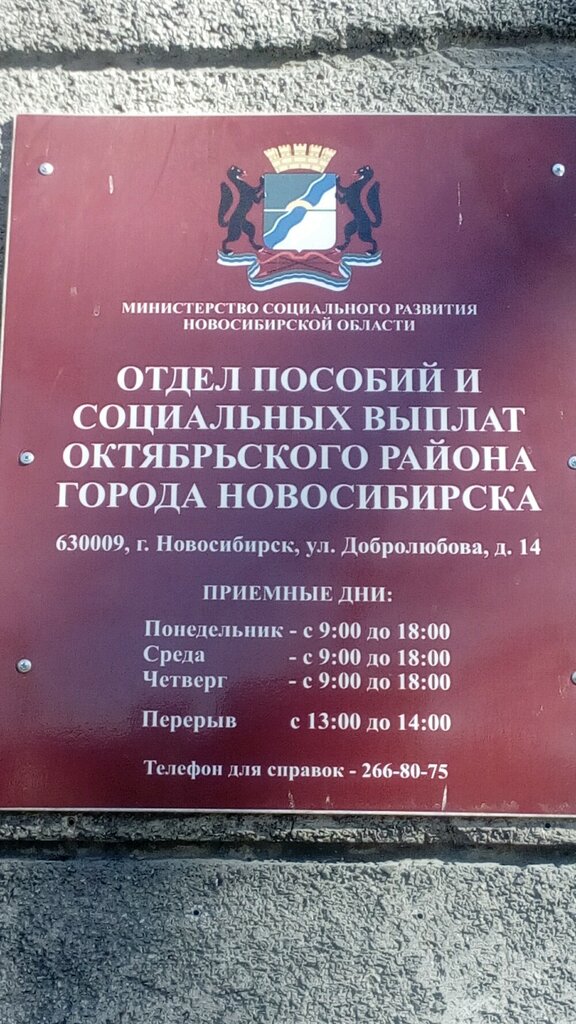 МИНИСТЕРСТВО СОЦИАЛЬНОГО РАЗВИТИЯ
НОВОСИБИРСКОЙ ОБЛАСТИ
ОТДЕЛ ПОСОБИЙ И
СОЦИАЛЬНЫХ ВЫПЛАТ
ОКТЯБРЬСКОГО РАЙОНА
ГОРОДА НОВОСИБИРСКА
630009, г. Новосибирск, ул. Добролюбова, д. 14
ПРИЕМНЫЕ ДНИ:
Понедельник - с 9:00 до 18:00
Среда - с 9:00 до 18:00
Четверг - с 9:00 до 18:00
Перерыв с 13:00 до 14:00
Телефон для справок - 266-80-75